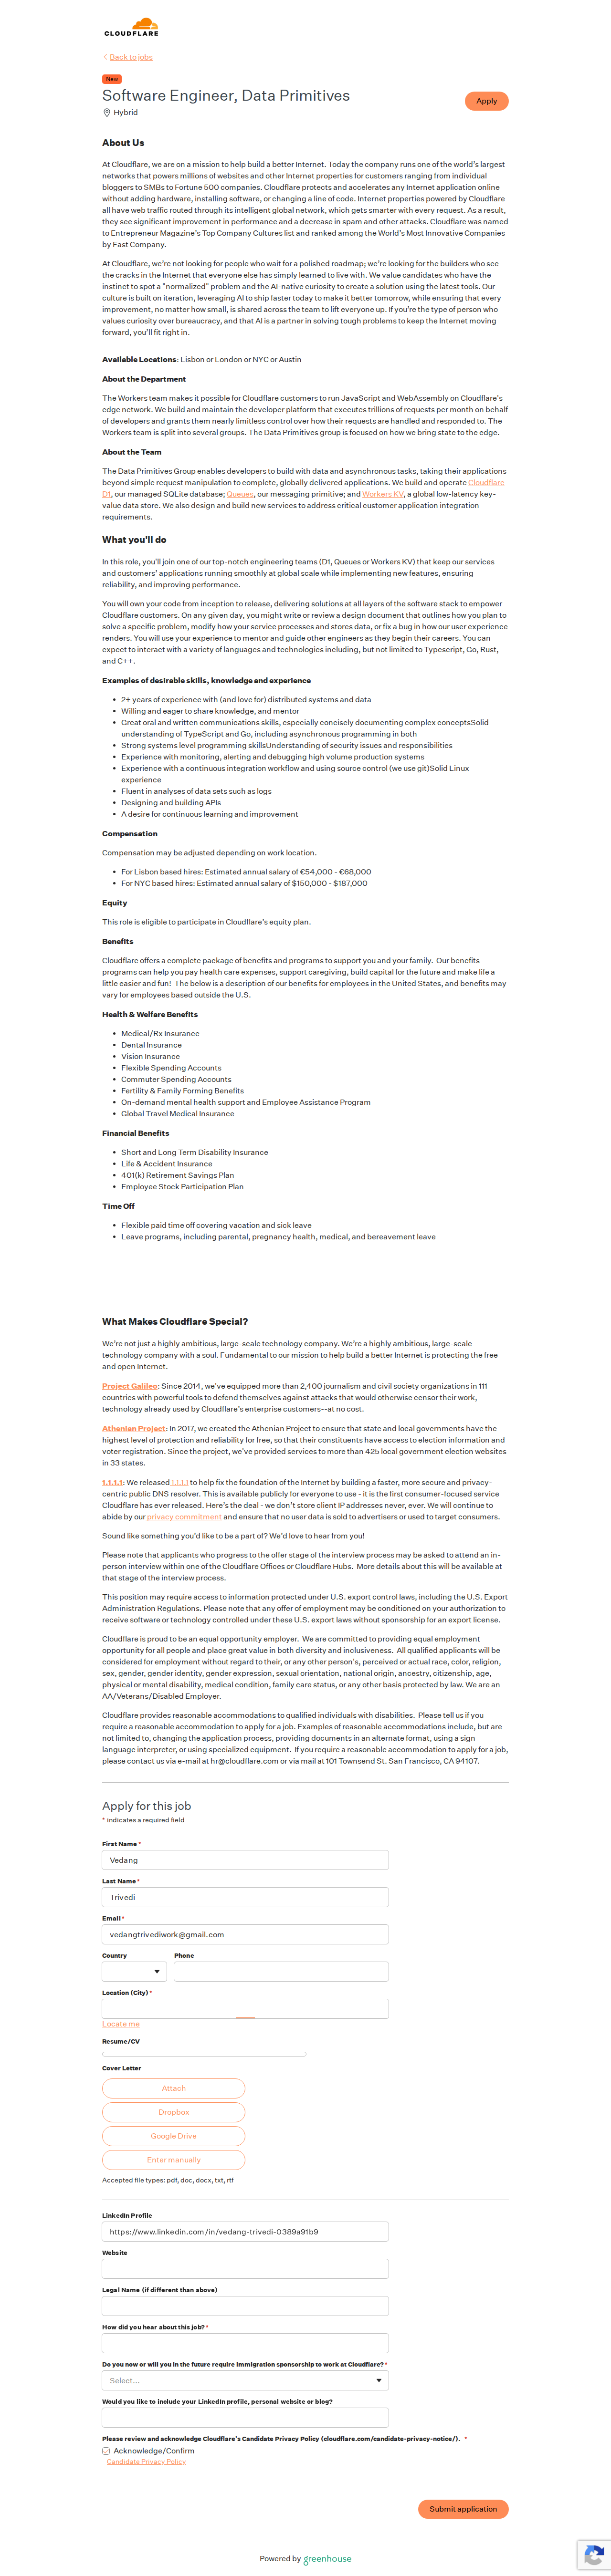 CLOUDFLARE
Back to jobs
New
Software Engineer, Data Primitives
Hybrid
Apply
About Us
At Cloudflare, we are on a mission to help build a better Internet. Today the company runs one of the world's largest
networks that powers millions of websites and other Internet properties for customers ranging from individual
bloggers to SMBs to Fortune 500 companies. Cloudflare protects and accelerates any Internet application online
without adding hardware, installing software, or changing a line of code. Internet properties powered by Cloudflare
all have web traffic routed through its intelligent global network, which gets smarter with every request. As a result,
they see significant improvement in performance and a decrease in spam and other attacks. Cloudflare was named
to Entrepreneur Magazine's Top Company Cultures list and ranked among the World's Most Innovative Companies
by Fast Company.
At Cloudflare, we're not looking for people who wait for a polished roadmap; we're looking for the builders who see
the cracks in the Internet that everyone else has simply learned to live with. We value candidates who have the
instinct to spot a "normalized" problem and the AI-native curiosity to create a solution using the latest tools. Our
culture is built on iteration, leveraging AI to ship faster today to make it better tomorrow, while ensuring that every
improvement, no matter how small, is shared across the team to lift everyone up. If you're the type of person who
values curiosity over bureaucracy, and that AI is a partner in solving tough problems to keep the Internet moving
forward, you'll fit right in.
Available Locations: Lisbon or London or NYC or Austin
About the Department
The Workers team makes it possible for Cloudflare customers to run JavaScript and WebAssembly on Cloudflare's
edge network. We build and maintain the developer platform that executes trillions of requests per month on behalf
of developers and grants them nearly limitless control over how their requests are handled and responded to. The
Workers team is split into several groups. The Data Primitives group is focused on how we bring state to the edge.
About the Team
The Data Primitives Group enables developers to build with data and asynchronous tasks, taking their applications
beyond simple request manipulation to complete, globally delivered applications. We build and operate Cloudflare
D1, our managed SQLite database; Queues, our messaging primitive; and Workers KV, a global low-latency key-
value data store. We also design and build new services to address critical customer application integration
requirements.
What you'll do
In this role, you'll join one of our top-notch engineering teams (D1, Queues or Workers KV) that keep our services
and customers' applications running smoothly at global scale while implementing new features, ensuring
reliability, and improving performance.
You will own your code from inception to release, delivering solutions at all layers of the software stack to empower
Cloudflare customers. On any given day, you might write or review a design document that outlines how you plan to
solve a specific problem, modify how your service processes and stores data, or fix a bug in how our user experience
renders. You will use your experience to mentor and guide other engineers as they begin their careers. You can
expect to interact with a variety of languages and technologies including, but not limited to Typescript, Go, Rust,
and C++.
Examples of desirable skills, knowledge and experience
• 2+ years of experience with (and love for) distributed systems and data
• Willing and eager to share knowledge, and mentor
• Great oral and written communications skills, especially concisely documenting complex conceptsSolid
understanding of TypeScript and Go, including asynchronous programming in both
• Strong systems level programming skillsUnderstanding of security issues and responsibilities
• Experience with monitoring, alerting and debugging high volume production systems
• Experience with a continuous integration workflow and using source control (we use git)Solid Linux
experience
• Fluent in analyses of data sets such as logs
• Designing and building APIs
• A desire for continuous learning and improvement
Compensation
Compensation may be adjusted depending on work location.
• For Lisbon based hires: Estimated annual salary of €54,000 - €68,000
• For NYC based hires: Estimated annual salary of $150,000 - $187,000
Equity
This role is eligible to participate in Cloudflare's equity plan.
Benefits
Cloudflare offers a complete package of benefits and programs to support you and your family.  Our benefits
programs can help you pay health care expenses, support caregiving, build capital for the future and make life a
little easier and fun!  The below is a description of our benefits for employees in the United States, and benefits may
vary for employees based outside the U.S.
Health & Welfare Benefits
• Medical/Rx Insurance
• Dental Insurance
• Vision Insurance
• Flexible Spending Accounts
• Commuter Spending Accounts
• Fertility & Family Forming Benefits
• On-demand mental health support and Employee Assistance Program
• Global Travel Medical Insurance
Financial Benefits
• Short and Long Term Disability Insurance
• Life & Accident Insurance
• 401(k) Retirement Savings Plan
• Employee Stock Participation Plan
Time Off
• Flexible paid time off covering vacation and sick leave
• Leave programs, including parental, pregnancy health, medical, and bereavement leave
What Makes Cloudflare Special?
We're not just a highly ambitious, large-scale technology company. We're a highly ambitious, large-scale
technology company with a soul. Fundamental to our mission to help build a better Internet is protecting the free
and open Internet.
Project Galileo: Since 2014, we've equipped more than 2,400 journalism and civil society organizations in 111
countries with powerful tools to defend themselves against attacks that would otherwise censor their work,
technology already used by Cloudflare's enterprise customers--at no cost.
Athenian Project: In 2017, we created the Athenian Project to ensure that state and local governments have the
highest level of protection and reliability for free, so that their constituents have access to election information and
voter registration. Since the project, we've provided services to more than 425 local government election websites
in 33 states.
1.1.1.1: We released 1.1.1.1 to help fix the foundation of the Internet by building a faster, more secure and privacy-
centric public DNS resolver. This is available publicly for everyone to use - it is the first consumer-focused service
Cloudflare has ever released. Here's the deal - we don't store client IP addresses never, ever. We will continue to
abide by our privacy commitment and ensure that no user data is sold to advertisers or used to target consumers.
Sound like something you'd like to be a part of? We'd love to hear from you!
Please note that applicants who progress to the offer stage of the interview process may be asked to attend an in-
person interview within one of the Cloudflare Offices or Cloudflare Hubs.  More details about this will be available at
that stage of the interview process.
This position may require access to information protected under U.S. export control laws, including the U.S. Export
Administration Regulations. Please note that any offer of employment may be conditioned on your authorization to
receive software or technology controlled under these U.S. export laws without sponsorship for an export license.
Cloudflare is proud to be an equal opportunity employer.  We are committed to providing equal employment
opportunity for all people and place great value in both diversity and inclusiveness.  All qualified applicants will be
considered for employment without regard to their, or any other person's, perceived or actual race, color, religion,
sex, gender, gender identity, gender expression, sexual orientation, national origin, ancestry, citizenship, age,
physical or mental disability, medical condition, family care status, or any other basis protected by law. We are an
AA/Veterans/Disabled Employer.
Cloudflare provides reasonable accommodations to qualified individuals with disabilities.  Please tell us if you
require a reasonable accommodation to apply for a job. Examples of reasonable accommodations include, but are
not limited to, changing the application process, providing documents in an alternate format, using a sign
language interpreter, or using specialized equipment.  If you require a reasonable accommodation to apply for a job,
please contact us via e-mail at hr@cloudflare.com or via mail at 101 Townsend St. San Francisco, CA 94107.
Apply for this job
* indicates a required field
First Name *
Vedang
Last Name *
Trivedi
Email *
vedangtrivediwork@gmail.com
Country
Phone
Location (City) *
Locate me
Resume/CV
Cover Letter
Attach
Dropbox
Google Drive
Enter manually
Accepted file types: pdf, doc, docx, txt, rtf
LinkedIn Profile
https://www.linkedin.com/in/vedang-trivedi-0389a91b9
Website
Legal Name (if different than above)
How did you hear about this job? *
Do you now or will you in the future require immigration sponsorship to work at Cloudflare? *
Select...
Would you like to include your LinkedIn profile, personal website or blog?
Please review and acknowledge Cloudflare's Candidate Privacy Policy (cloudflare.com/candidate-privacy-notice/). *
Acknowledge/Confirm
Candidate Privacy Policy
Submit application
Powered by greenhouse